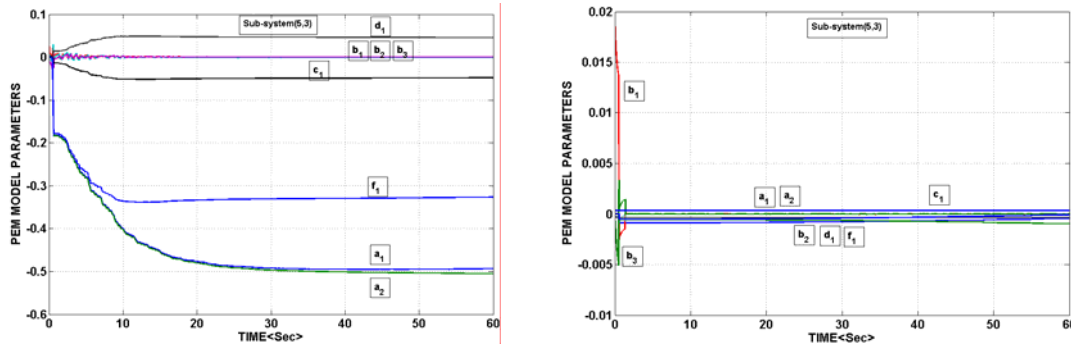 Sub-system(5,3)
d1
b1 b2 b3
c1
f1
a1
a2
0.1
0
-0.1
-0.2
-0.3
-0.4
-0.5
-0.6
PEM MODEL PARAMETERS
0 10 20 30 40 50 60
TIME<Sec>
Sub-system(5,3)
b1
a1 a2
c1
b2 d1 f1
b3
0.02
0.015
0.01
0.005
0
-0.005
-0.01
PEM MODEL PARAMETERS
0 10 20 30 40 50 60
TIME<Sec>